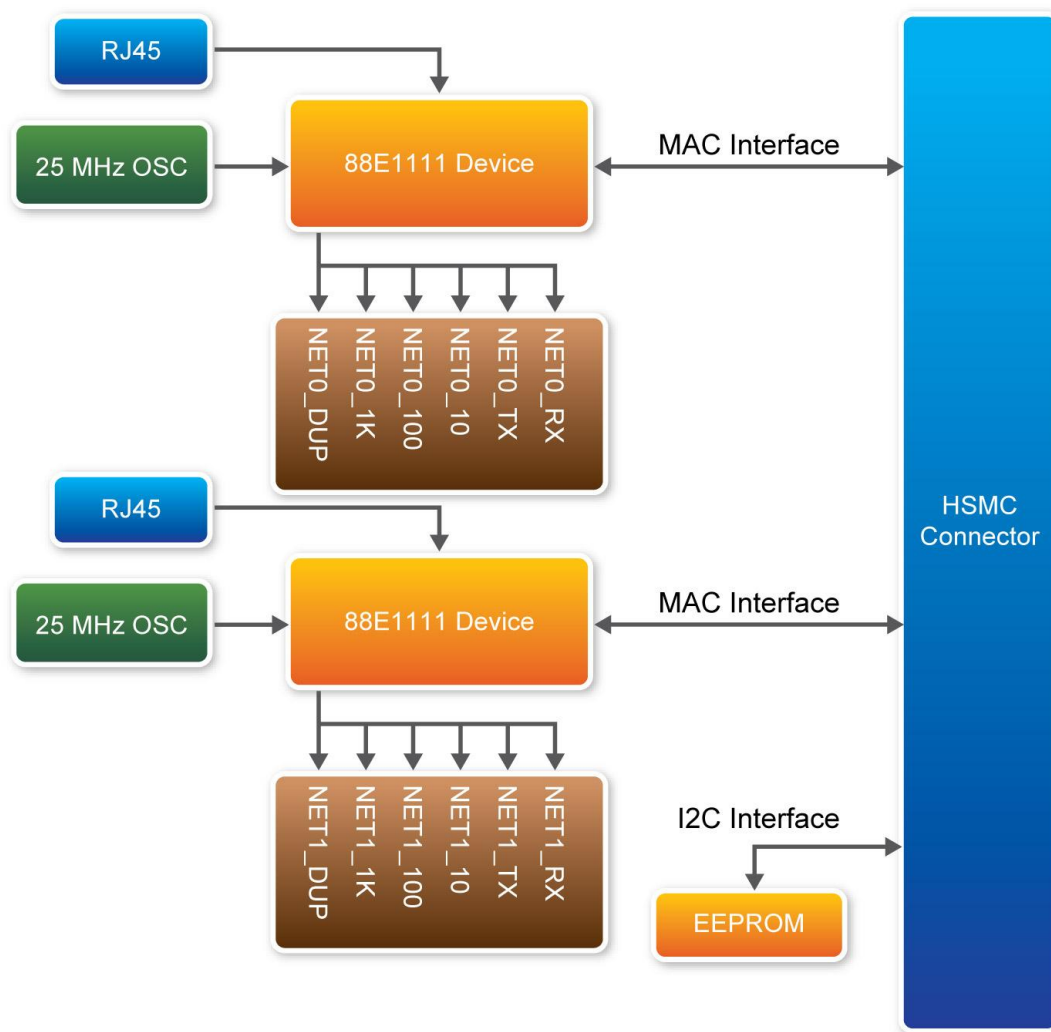 RJ45
25 MHz OSC
88E1111 Device
MAC Interface
NET0_DUP
NET0_1K
NET0_100
NET0_10
NET0_TX
NET0_RX
RJ45
25 MHz OSC
88E1111 Device
MAC Interface
HSMC
Connector
NET1_DUP
NET1_1K
NET1_100
NET1_10
NET1_TX
NET1_RX
I2C Interface
EEPROM